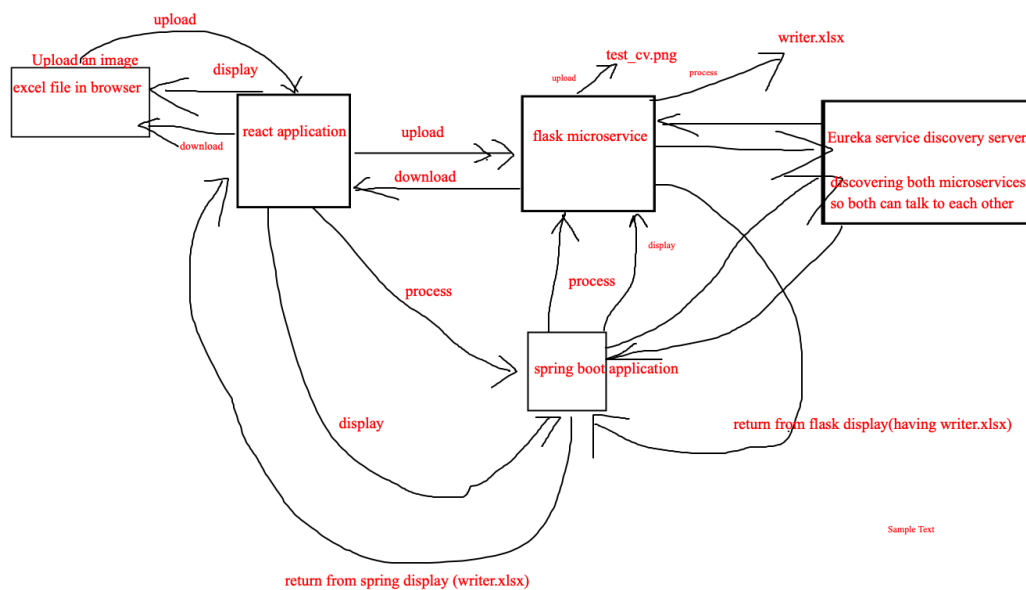 upload
writer.xlsx
Upload an image
test_cv.png
display
upload
process
excel file in browser
react application
upload
flask microservice
Eureka service discovery server
download
download
discovering both microservices
so both can talk to each other
display
process
process
spring boot application
display
return from flask display(having writer.xlsx)
Sample Text
return from spring display (writer.xlsx)